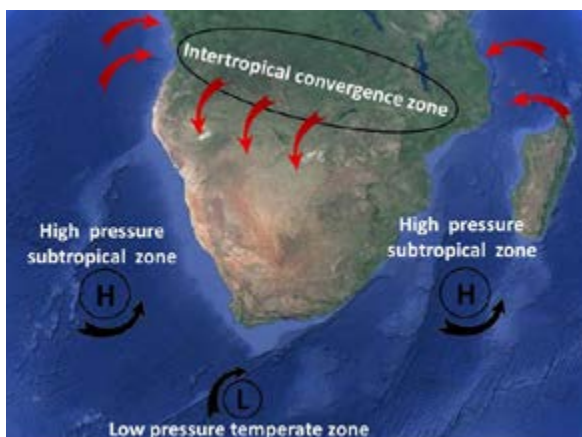 Intertropical convergence zone
High pressure
subtropical zone
H
High pressure
subtropical zone
H
L
Low pressure temperate zone